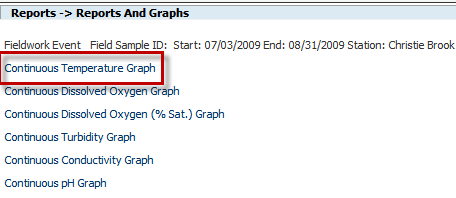 Reports -> Reports And Graphs
Fieldwork Event Field Sample ID: Start: 07/03/2009 End: 08/31/2009 Station: Christie Brook
Continuous Temperature Graph
Continuous Dissolved Oxygen Graph
Continuous Dissolved Oxygen (% Sat.) Graph
Continuous Turbidity Graph
Continuous Conductivity Graph
Continuous pH Graph